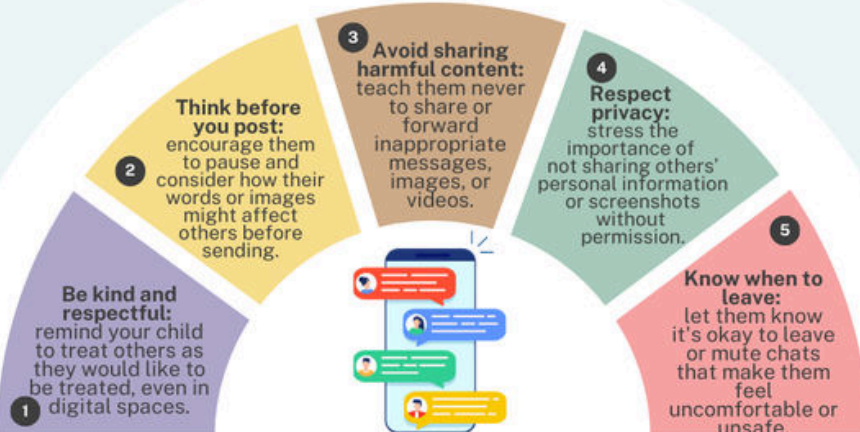 1
Be kind and
respectful:
remind your child
to treat others as
they would like to
be treated, even in
digital spaces.
2
Think before
you post:
encourage them
to pause and
consider how their
words or images
might affect
others before
sending.
3
Avoid sharing
harmful content:
teach them never
to share or
forward
inappropriate
messages,
images, or
videos.
4
Respect
privacy:
stress the
importance of
not sharing others'
personal information
or screenshots
without
permission.
5
Know when to
leave:
let them know
it's okay to leave
or mute chats
that make them
feel
uncomfortable or
unsafe.